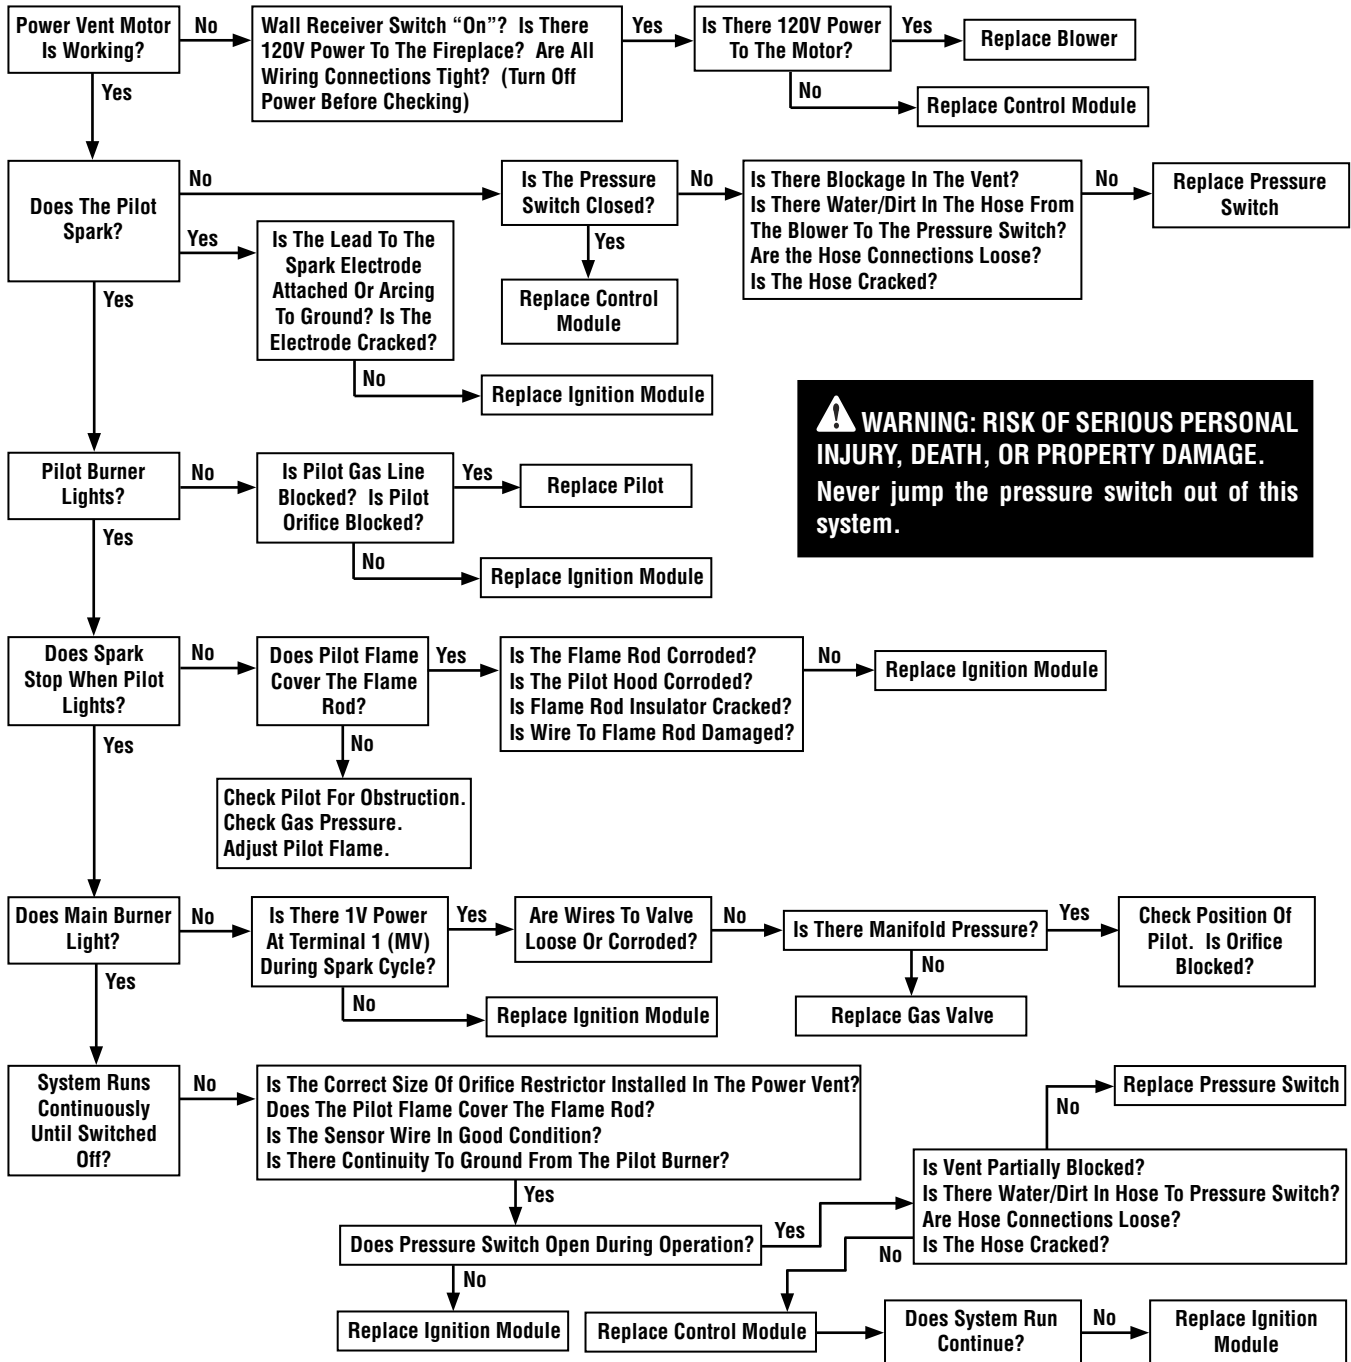 Power Vent Motor
Is Working?
No
Wall Receiver Switch “On”? Is There
120V Power To The Fireplace? Are All
Wiring Connections Tight? (Turn Off
Power Before Checking)
Yes
Is There 120V Power
To The Motor?
Yes
Replace Blower
No
Replace Control Module
Yes
Does The Pilot
Spark?
No
Is The Pressure
Switch Closed?
No
Is There Blockage In The Vent?
Is There Water/Dirt In The Hose From
The Blower To The Pressure Switch?
Are the Hose Connections Loose?
Is The Hose Cracked?
No
Replace Pressure
Switch
Yes
Replace Control
Module
Yes
Is The Lead To The
Spark Electrode
Attached Or Arcing
To Ground? Is The
Electrode Cracked?
No
Replace Ignition Module
Yes
WARNING: RISK OF SERIOUS PERSONAL
INJURY, DEATH, OR PROPERTY DAMAGE.
Never jump the pressure switch out of this
system.
Pilot Burner
Lights?
No
Is Pilot Gas Line
Blocked? Is Pilot
Orifice Blocked?
Yes
Replace Pilot
No
Replace Ignition Module
Yes
Does Spark
Stop When Pilot
Lights?
No
Does Pilot Flame
Cover The Flame
Rod?
Yes
Is The Flame Rod Corroded?
Is The Pilot Hood Corroded?
Is Flame Rod Insulator Cracked?
Is Wire To Flame Rod Damaged?
No
Replace Ignition Module
No
Check Pilot For Obstruction.
Check Gas Pressure.
Adjust Pilot Flame.
Yes
Does Main Burner
Light?
No
Is There 1V Power
At Terminal 1 (MV)
During Spark Cycle?
Yes
Are Wires To Valve
Loose Or Corroded?
No
Is There Manifold Pressure?
Yes
Check Position Of
Pilot. Is Orifice
Blocked?
No
Replace Gas Valve
No
Replace Ignition Module
Yes
System Runs
Continuously
Until Switched
Off?
No
Is The Correct Size Of Orifice Restrictor Installed In The Power Vent?
Does The Pilot Flame Cover The Flame Rod?
Is The Sensor Wire In Good Condition?
Is There Continuity To Ground From The Pilot Burner?
Yes
Does Pressure Switch Open During Operation?
Yes
Is Vent Partially Blocked?
Is There Water/Dirt In Hose To Pressure Switch?
Are Hose Connections Loose?
Is The Hose Cracked?
No
Replace Pressure Switch
No
Replace Control Module
Does System Run
Continue?
No
Replace Ignition
Module
No
Replace Ignition Module